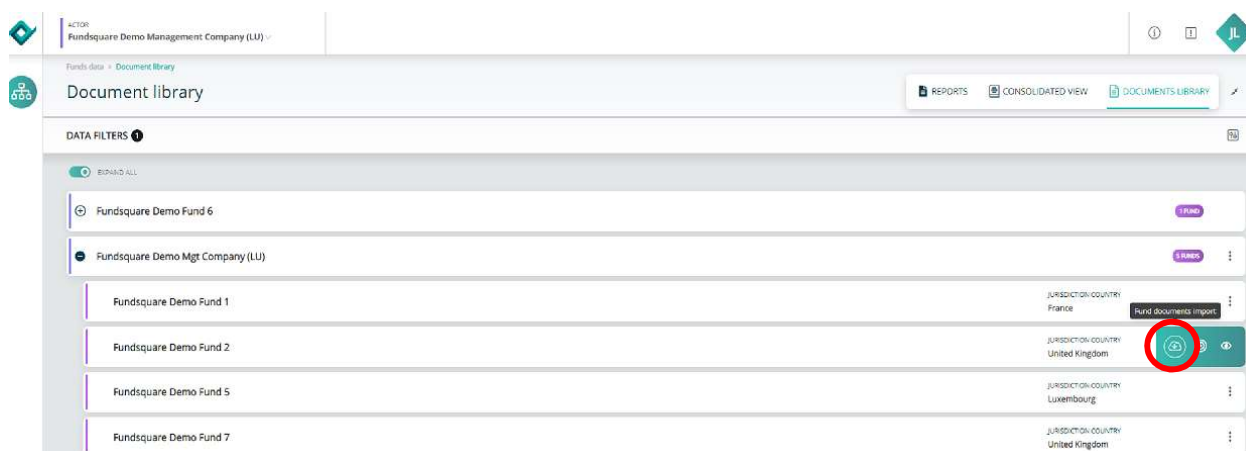 ACTOR
Fundsquare Demo Management Company (LU)
JL
Funds data > Document library
Document library
REPORTS
CONSOLIDATED VIEW
DOCUMENTS LIBRARY
DATA FILTERS 1
EXPAND ALL
Fundsquare Demo Fund 6
1 FUND
Fundsquare Demo Mgt Company (LU)
5 FUNDS
Fundsquare Demo Fund 1
JURISDICTION COUNTRY
France
Fund documents import
Fundsquare Demo Fund 2
JURISDICTION COUNTRY
United Kingdom
Fundsquare Demo Fund 5
JURISDICTION COUNTRY
Luxembourg
Fundsquare Demo Fund 7
JURISDICTION COUNTRY
United Kingdom